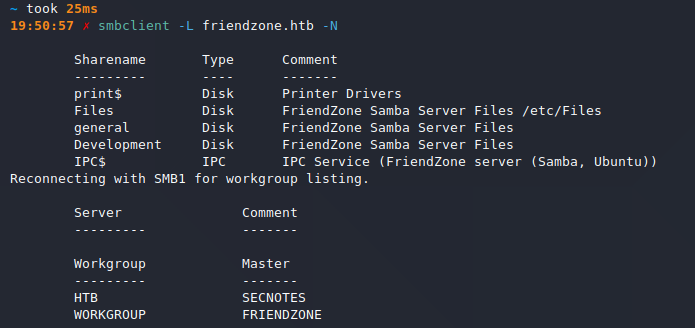 ~ took 25ms
19:50:57 ✗ smbclient -L friendzone.htb -N
Sharename Type Comment
--------- ---- -------
print$ Disk Printer Drivers
Files Disk FriendZone Samba Server Files /etc/Files
general Disk FriendZone Samba Server Files
Development Disk FriendZone Samba Server Files
IPC$ IPC IPC Service (FriendZone server (Samba, Ubuntu))
Reconnecting with SMB1 for workgroup listing.
Server Comment
--------- -------
Workgroup Master
--------- -------
HTB SECNOTES
WORKGROUP FRIENDZONE